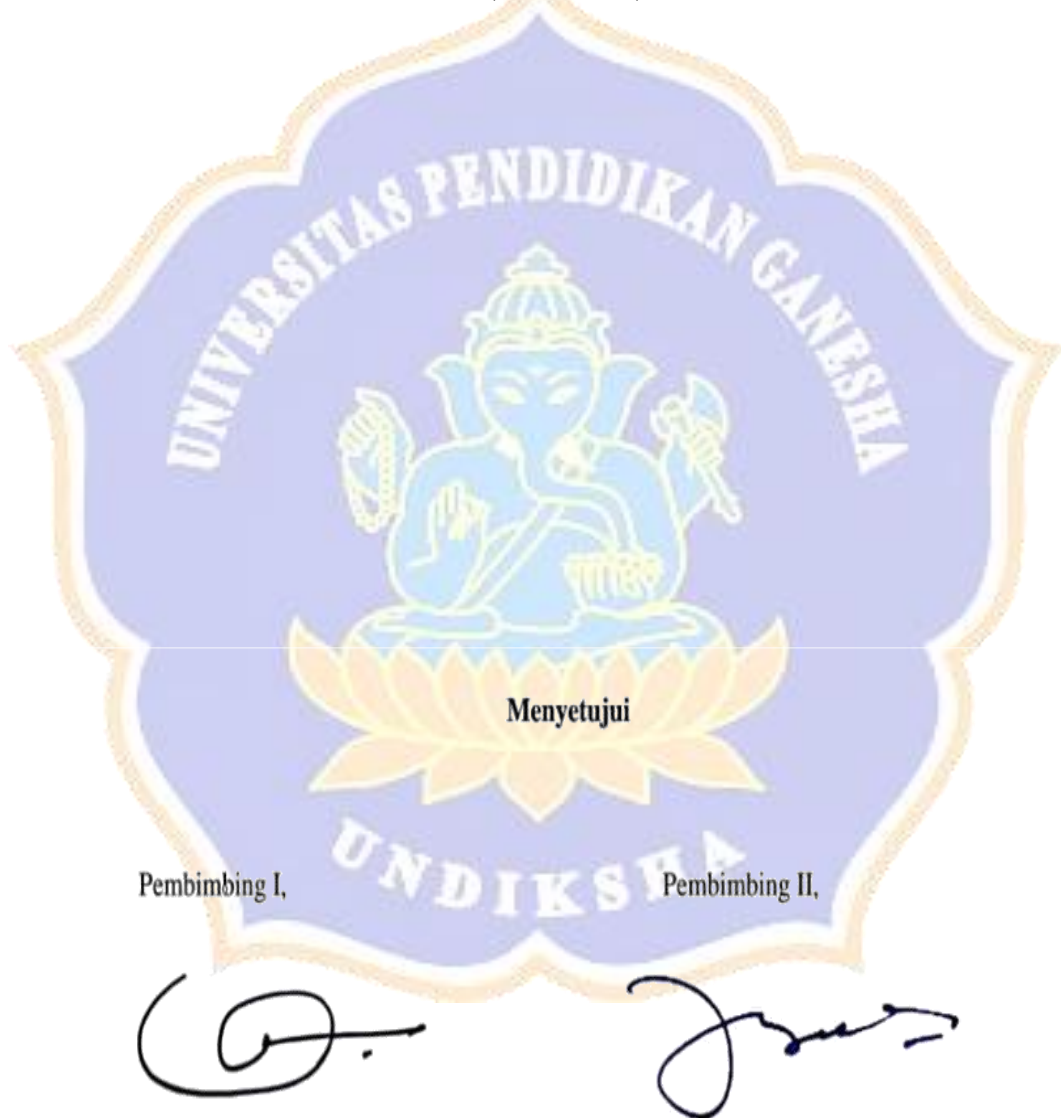 UNIVERSITAS PENDIDIKAN GANESHA
Menyetujui
UNDIKSHA
Pembimbing I,
Pembimbing II,